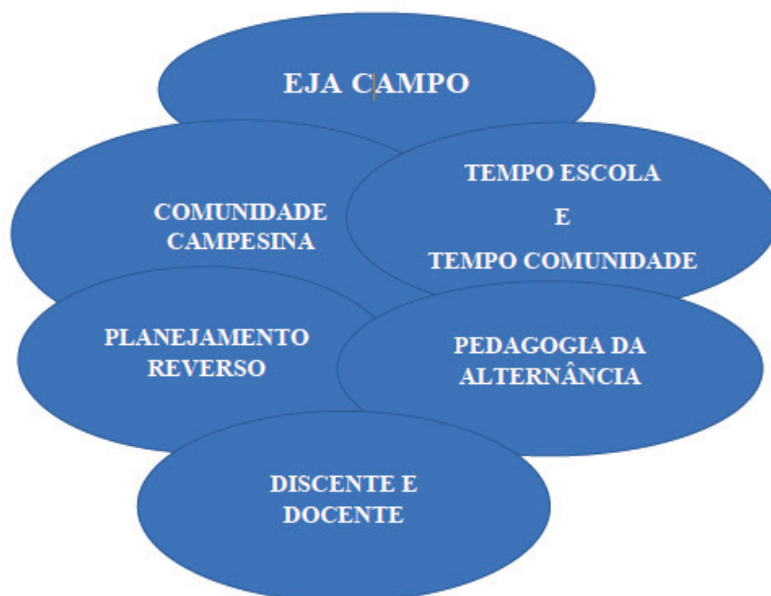 EJA CAMPO
COMUNIDADE
CAMPESINA
TEMPO ESCOLA
E
TEMPO COMUNIDADE
PLANEJAMENTO
REVERSO
PEDAGOGIA DA
ALTERNÂNCIA
DISCENTE E
DOCENTE